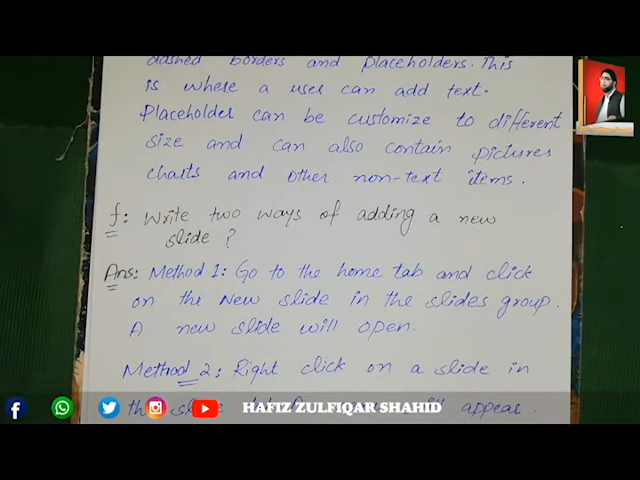 dashed borders and placeholders. This
is where a user can add text.
Placeholder can be customize to different
size and can also contain pictures
charts and other non-text items.
f: Write two ways of adding a new
slide ?
Ans: Method 1: Go to the home tab and click
on the New slide in the slides group.
A new slide will open.
Method 2: Right click on a slide in
the appear.
HAFIZ ZULFIQAR SHAHID